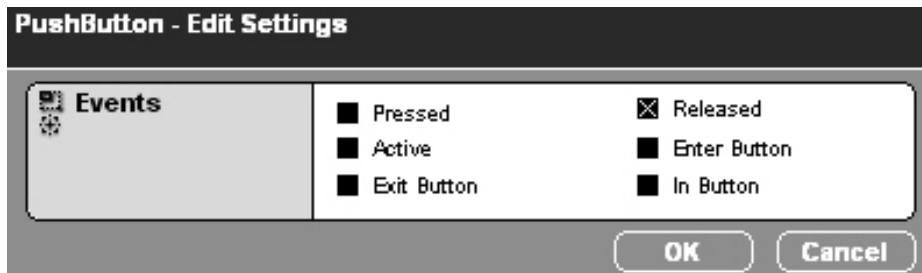 PushButton - Edit Settings
Events
Pressed
Released
Active
Enter Button
Exit Button
In Button
OK
Cancel